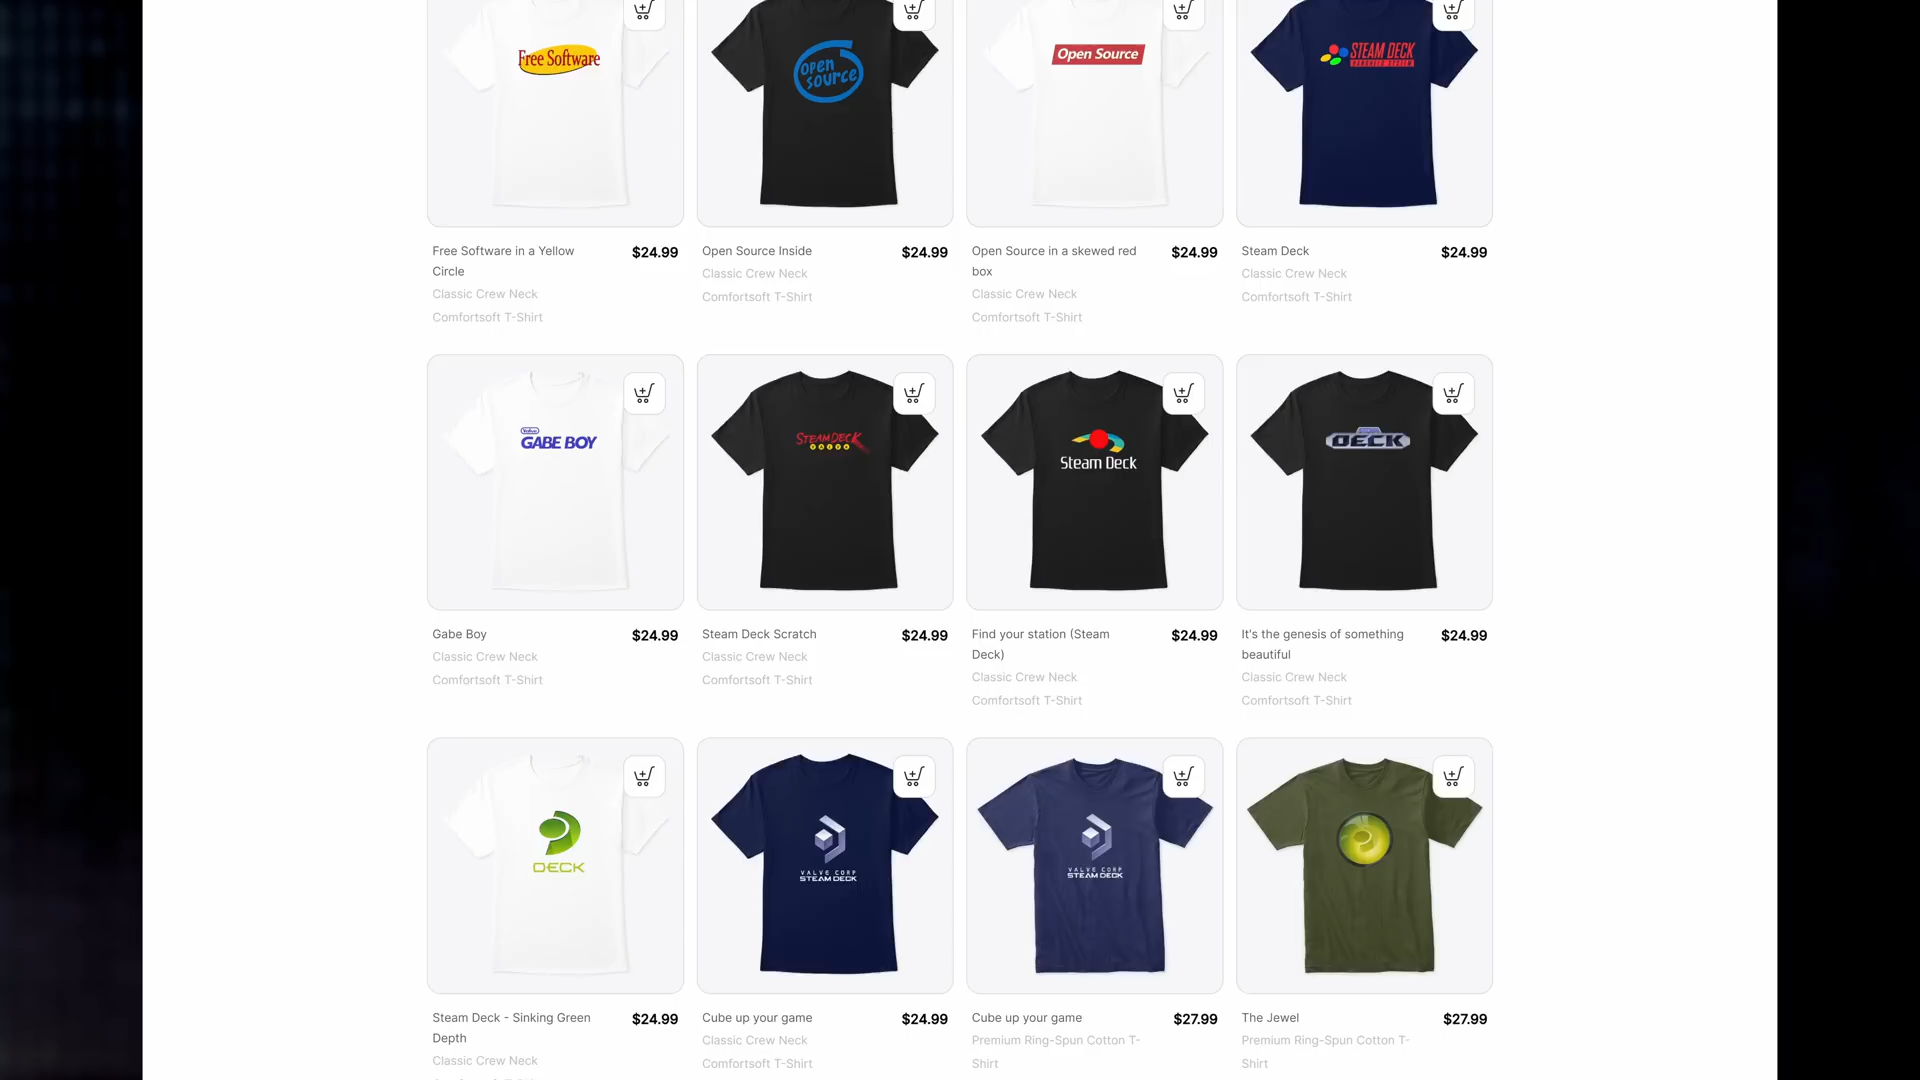 Free Software
open source
Open Source
STEAM DECK
Free Software in a Yellow Circle
$24.99
Classic Crew Neck
Comfortsoft T-Shirt
Open Source Inside
$24.99
Classic Crew Neck
Comfortsoft T-Shirt
Open Source in a skewed red box
$24.99
Classic Crew Neck
Comfortsoft T-Shirt
Steam Deck
$24.99
Classic Crew Neck
Comfortsoft T-Shirt
GABE BOY
STEAM DECK
VALVE
Steam Deck
DECK
Gabe Boy
$24.99
Classic Crew Neck
Comfortsoft T-Shirt
Steam Deck Scratch
$24.99
Classic Crew Neck
Comfortsoft T-Shirt
Find your station (Steam Deck)
$24.99
Classic Crew Neck
Comfortsoft T-Shirt
It's the genesis of something beautiful
$24.99
Classic Crew Neck
Comfortsoft T-Shirt
DECK
VALVE CORP
STEAM DECK
VALVE CORP
STEAM DECK
Steam Deck - Sinking Green Depth
$24.99
Classic Crew Neck
Cube up your game
$24.99
Classic Crew Neck
Comfortsoft T-Shirt
Cube up your game
$27.99
Premium Ring-Spun Cotton T-Shirt
The Jewel
$27.99
Premium Ring-Spun Cotton T-Shirt